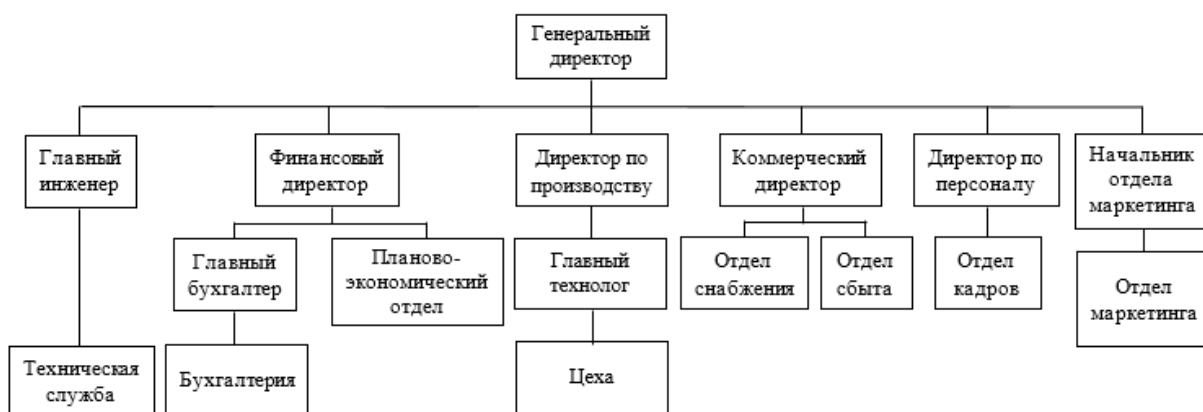 Генеральный
директор
Главный
инженер
Финансовый
директор
Директор по
производству
Коммерческий
директор
Директор по
персоналу
Начальник
отдела
маркетинга
Главный
бухгалтер
Планово-
экономический
отдел
Главный
технолог
Отдел
снабжения
Отдел
сбыта
Отдел
кадров
Отдел
маркетинга
Техническая
служба
Бухгалтерия
Цеха